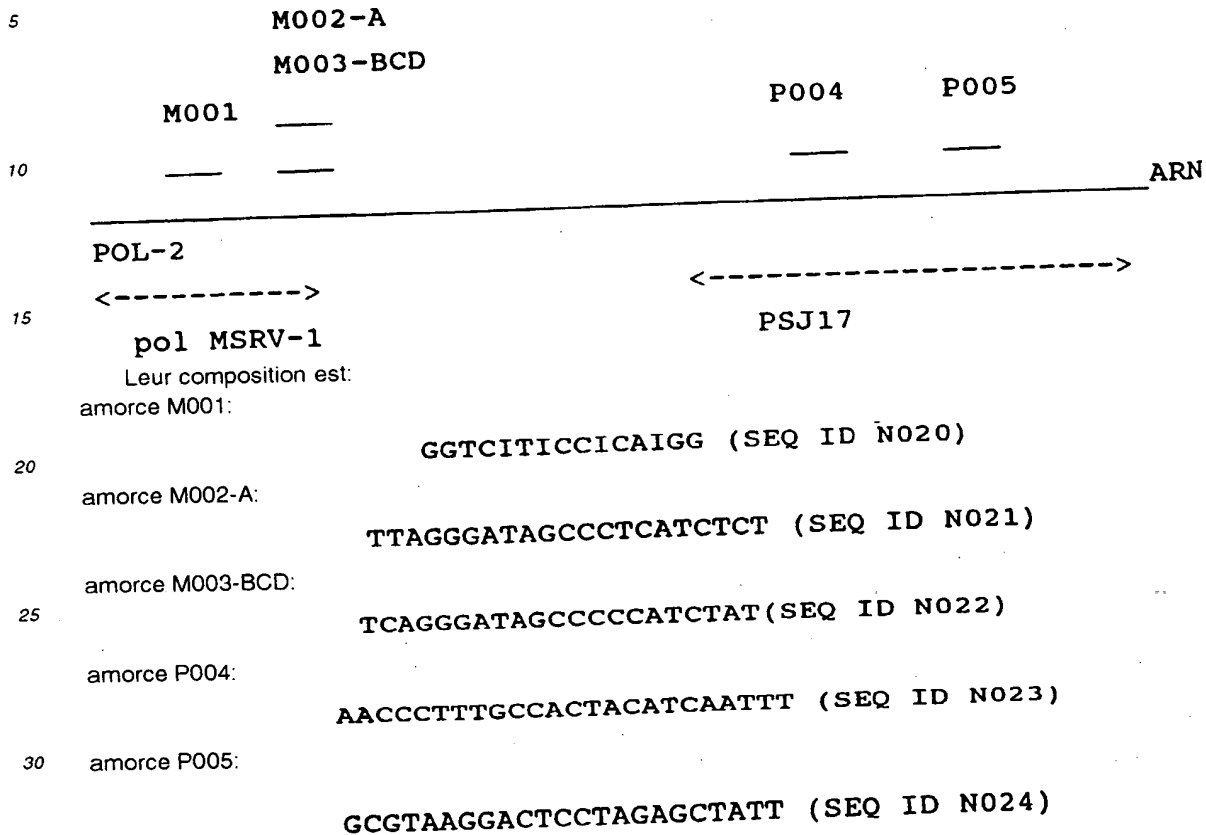 5 M002-A
M003-BCD
M001 P004 P005
10 ARN
POL-2
<-----------> <----------------------->
15 pol MSRV-1 PSJ17
Leur composition est:
amorce M001:
GGTCITICCICAIGG (SEQ ID N020)
20
amorce M002-A:
TTAGGGATAGCCCTCATCTCT (SEQ ID N021)
amorce M003-BCD:
25 TCAGGGATAGCCCCCATCTAT(SEQ ID N022)
amorce P004:
AACCCTTTGCCACTACATCAATTT (SEQ ID N023)
30 amorce P005:
GCGTAAGGACTCCTAGAGCTATT (SEQ ID N024)